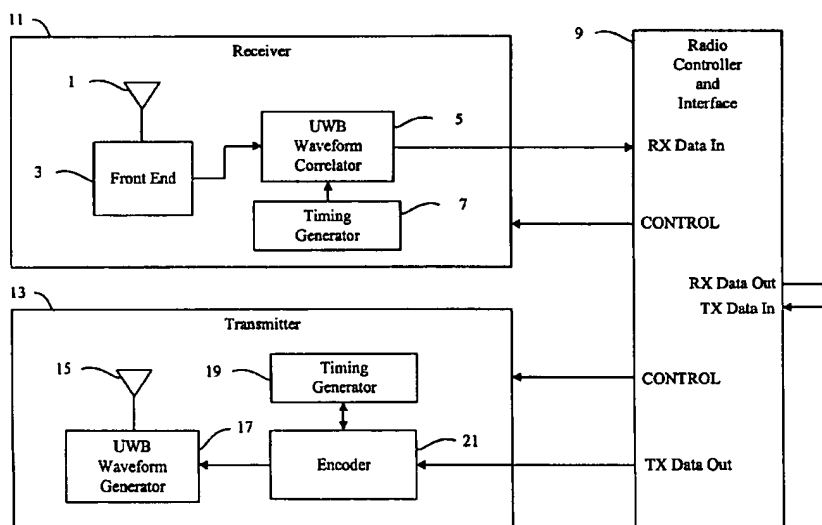 11
Receiver
1
3
Front End
UWB
Waveform
Correlator
5
Timing
Generator
7
9
Radio
Controller
and
Interface
RX Data In
CONTROL
RX Data Out
TX Data In
CONTROL
TX Data Out
13
Transmitter
15
19
Timing
Generator
UWB
Waveform
Generator
17
Encoder
21